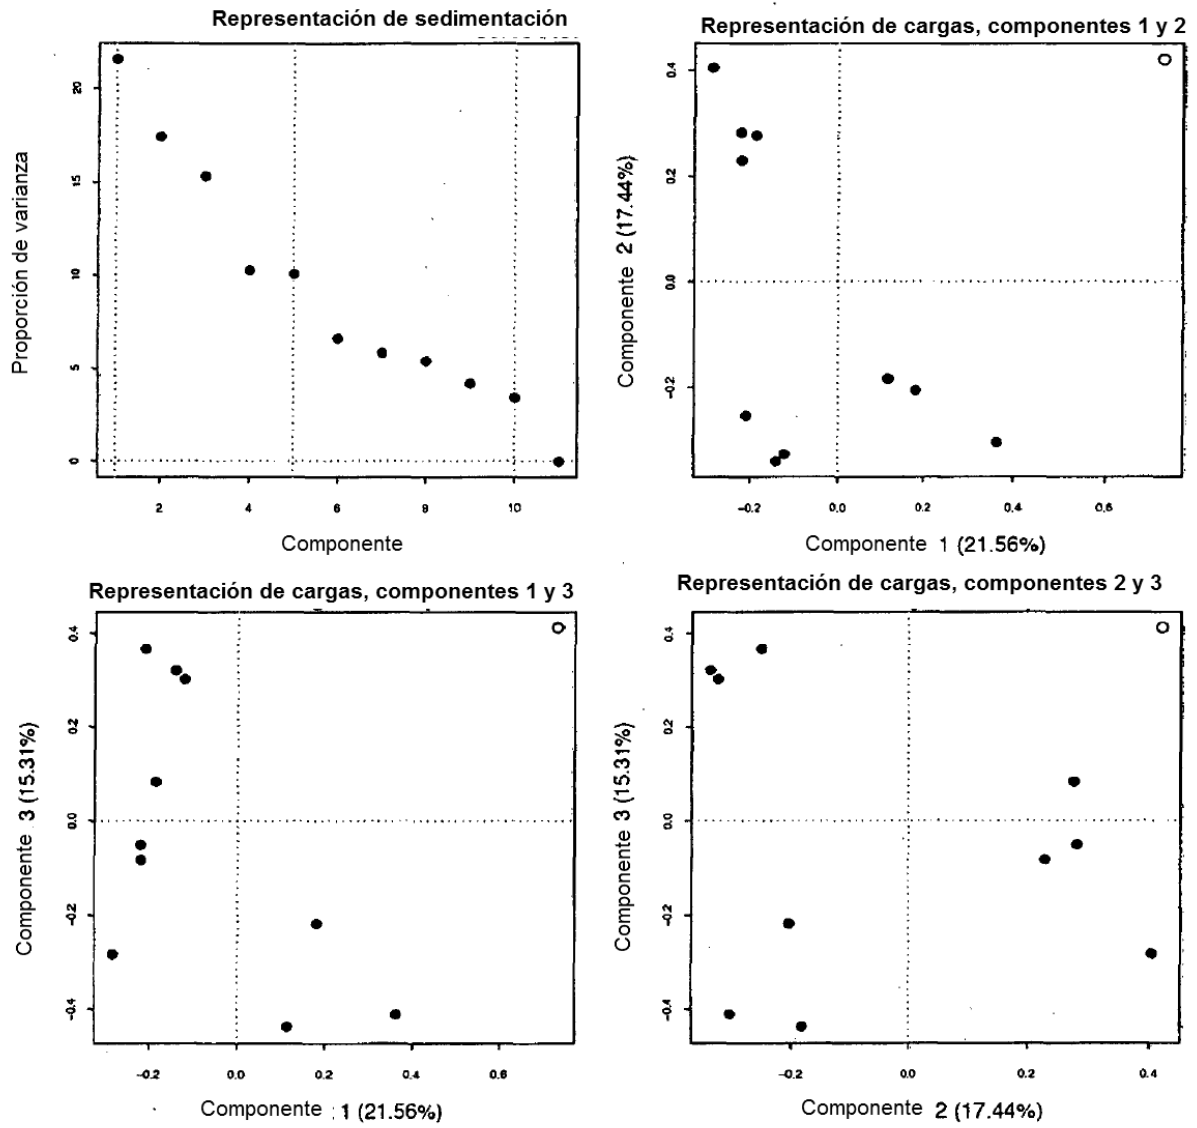 Representación de sedimentación
Proporción de varianza
20
15
10
5
0
2 4 6 8 10
Componente
Representación de cargas, componentes 1 y 2
Componente 2 (17.44%)
0.4
0.2
0.0
-0.2
-0.2 0.0 0.2 0.4 0.6
Componente 1 (21.56%)
Representación de cargas, componentes 1 y 3
Componente 3 (15.31%)
0.4
0.2
0.0
-0.2
-0.4
-0.2 0.0 0.2 0.4 0.6
Componente 1 (21.56%)
Representación de cargas, componentes 2 y 3
Componente 3 (15.31%)
0.4
0.2
0.0
-0.2
-0.4
-0.2 0.0 0.2 0.4
Componente 2 (17.44%)